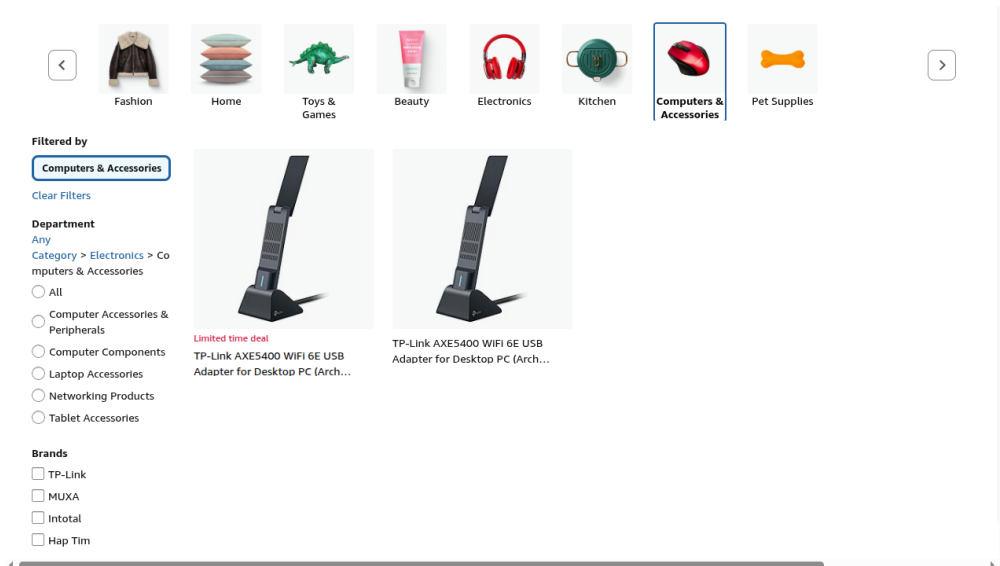 Fashion
Home
Toys &
Games
Beauty
Electronics
Kitchen
Computers &
Accessories
Pet Supplies
Filtered by
Computers & Accessories
Clear Filters
Department
Any
Category > Electronics > Co
mputers & Accessories
All
Computer Accessories &
Peripherals
Computer Components
Laptop Accessories
Networking Products
Tablet Accessories
Brands
TP-Link
MUXA
Intotal
Hap Tim
Limited time deal
TP-Link AXE5400 WiFi 6E USB
Adapter for Desktop PC (Arch...
TP-Link AXE5400 WiFi 6E USB
Adapter for Desktop PC (Arch...